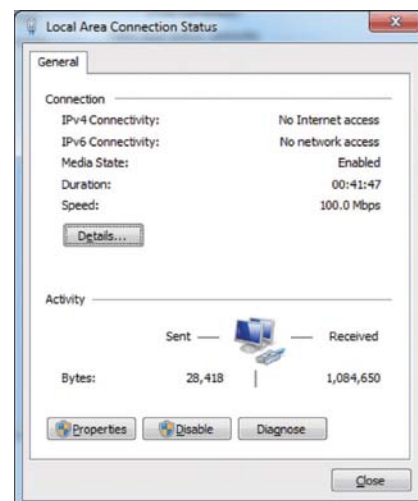 Local Area Connection Status
General
Connection
IPv4 Connectivity: No Internet access
IPv6 Connectivity: No network access
Media State: Enabled
Duration: 00:41:47
Speed: 100.0 Mbps
Details...
Activity
Sent — Received
Bytes: 28,418 1,084,650
Properties Disable Diagnose
Close